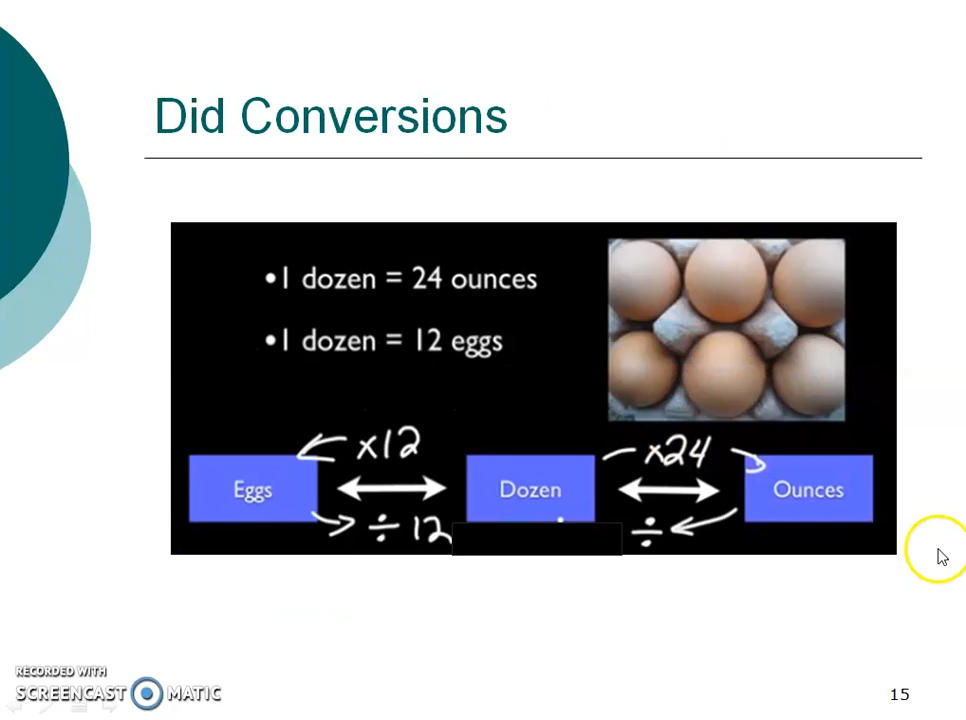 Did Conversions
•1 dozen = 24 ounces
•1 dozen = 12 eggs
x12
x24
Eggs
Dozen
Ounces
÷ 12
÷
RECORDED WITH
SCREENCAST MATIC
15